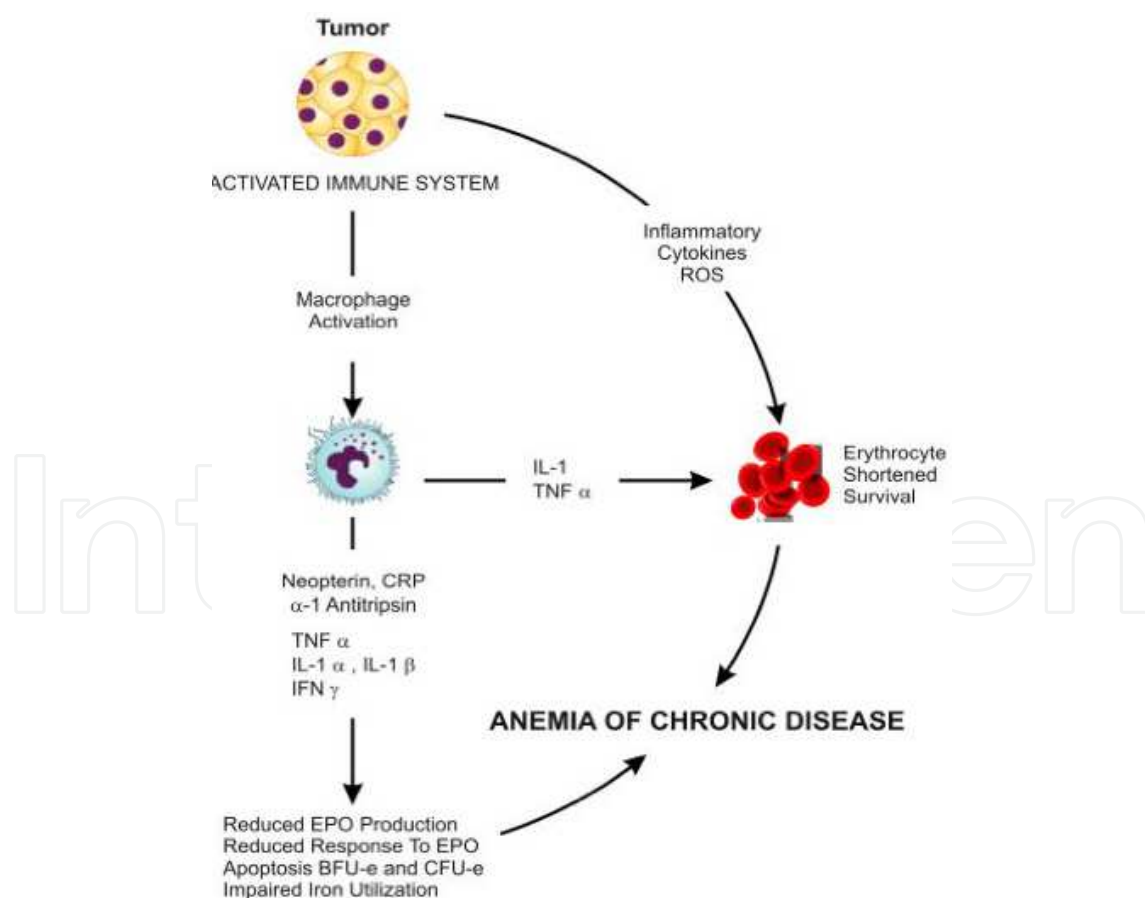 Tumor
ACTIVATED IMMUNE SYSTEM
Inflammatory
Cytokines
ROS
Macrophage
Activation
IL-1
TNF α
Erythrocyte
Shortened
Survival
Neopterin, CRP
α-1 Antitripsin
TNF α
IL-1 α , IL-1 β
IFN γ
ANEMIA OF CHRONIC DISEASE
Reduced EPO Production
Reduced Response To EPO
Apoptosis BFU-e and CFU-e
Impaired Iron Utilization